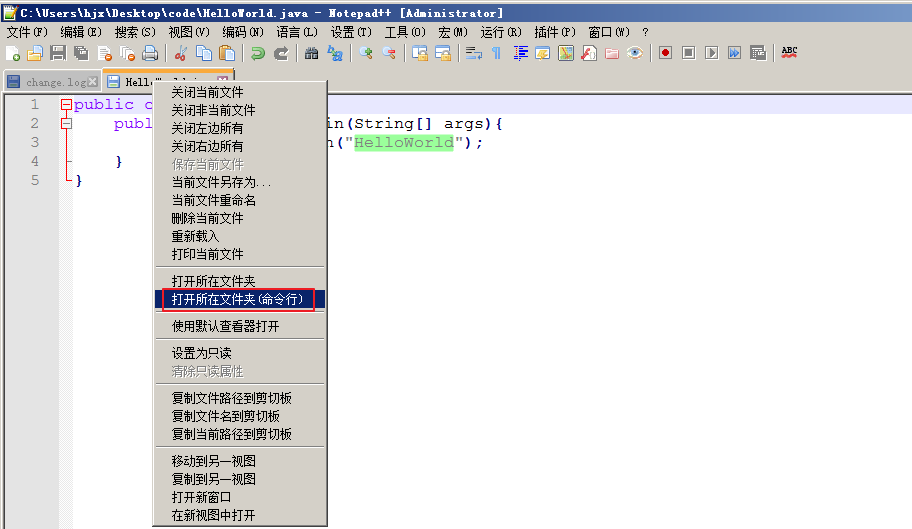 C:\Users\hjx\Desktop\code\HelloWorld.java - Notepad++ [Administrator]
文件(F) 编辑(E) 搜索(S) 视图(V) 编码(N) 语言(L) 设置(T) 工具(O) 宏(M) 运行(R) 插件(P) 窗口(W) ?
change.log
1 public
2 in(String[] args){
3 ("HelloWorld");
4 }
5 }
关闭当前文件
关闭非当前文件
关闭左边所有
关闭右边所有
保存当前文件
当前文件另存为...
当前文件重命名
删除当前文件
重新载入
打印当前文件
打开所在文件夹
打开所在文件夹(命令行)
使用默认查看器打开
设置为只读
清除只读属性
复制文件路径到剪切板
复制文件名到剪切板
复制当前路径到剪切板
移动到另一视图
复制到另一视图
打开新窗口
在新视图中打开